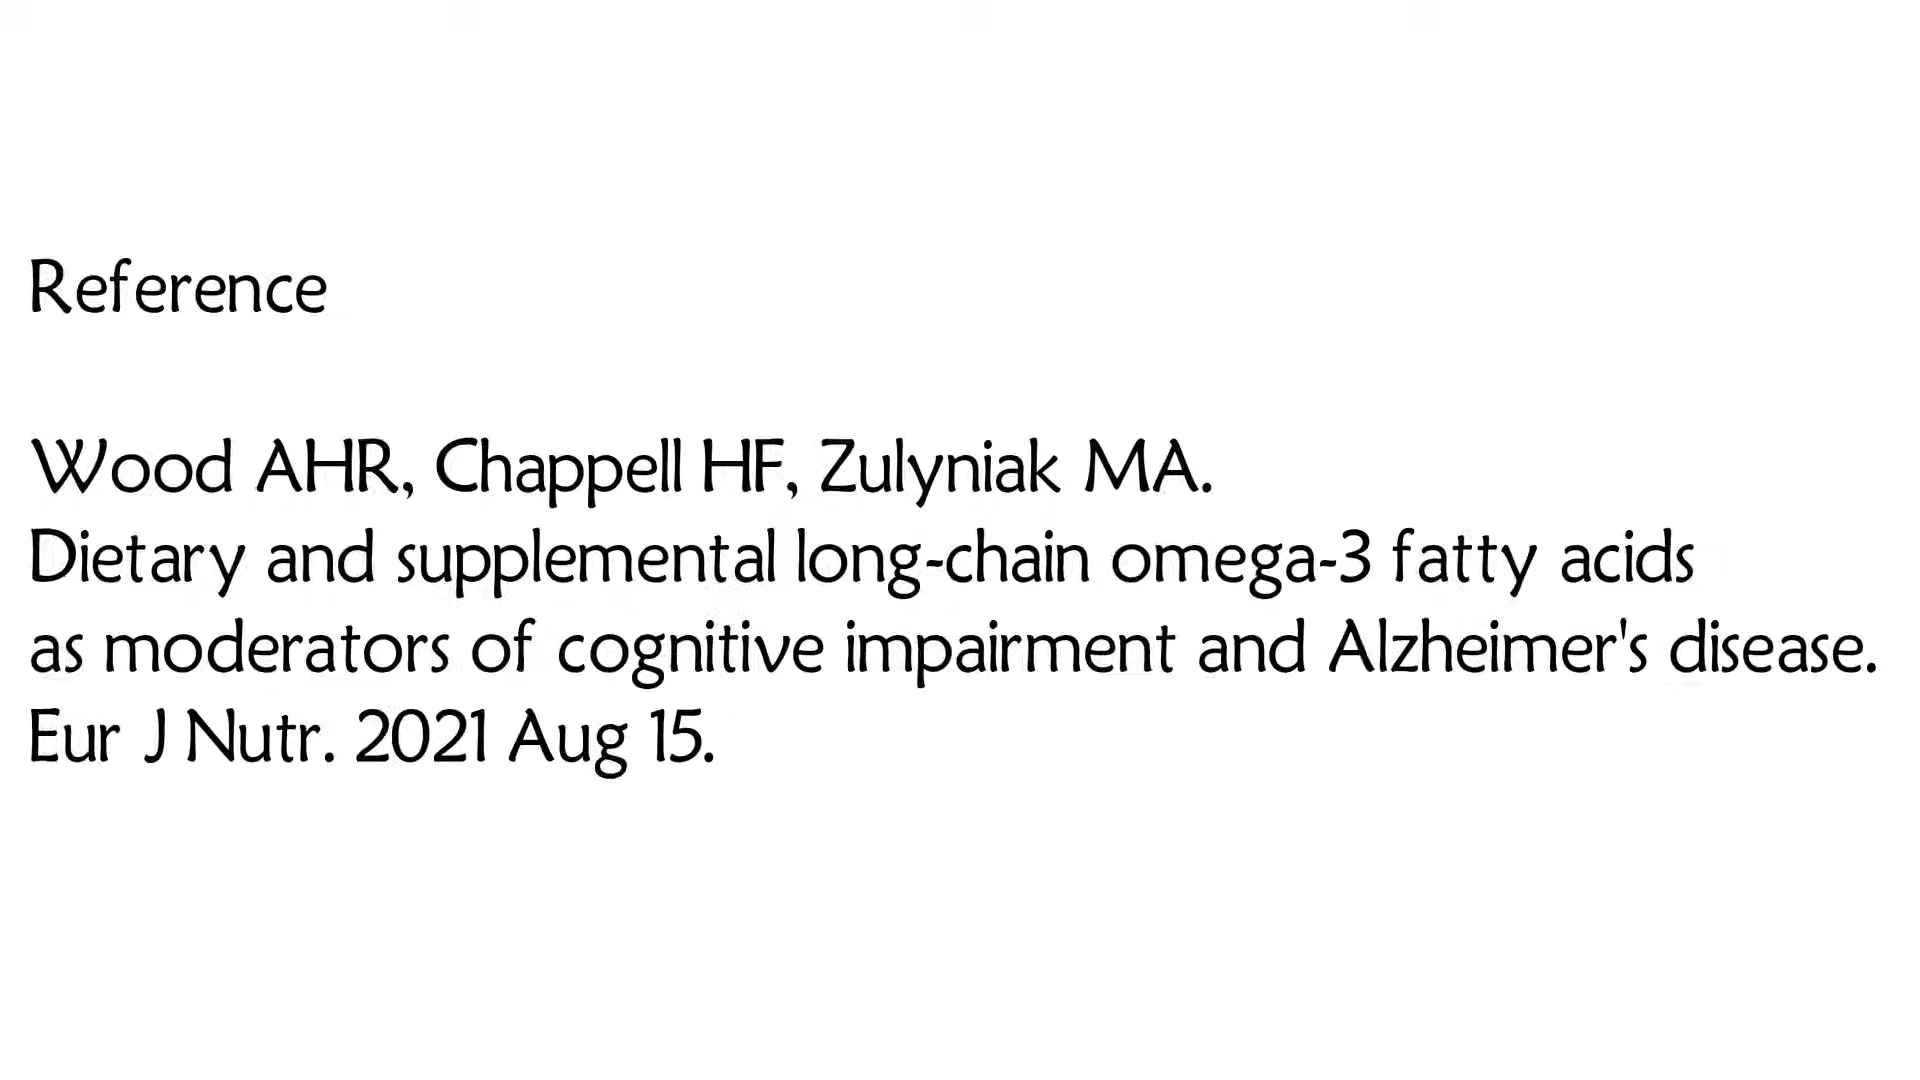 Reference
Wood AHR, Chappell HF, Zulyniak MA.
Dietary and supplemental long-chain omega-3 fatty acids
as moderators of cognitive impairment and Alzheimer's disease.
Eur J Nutr. 2021 Aug 15.